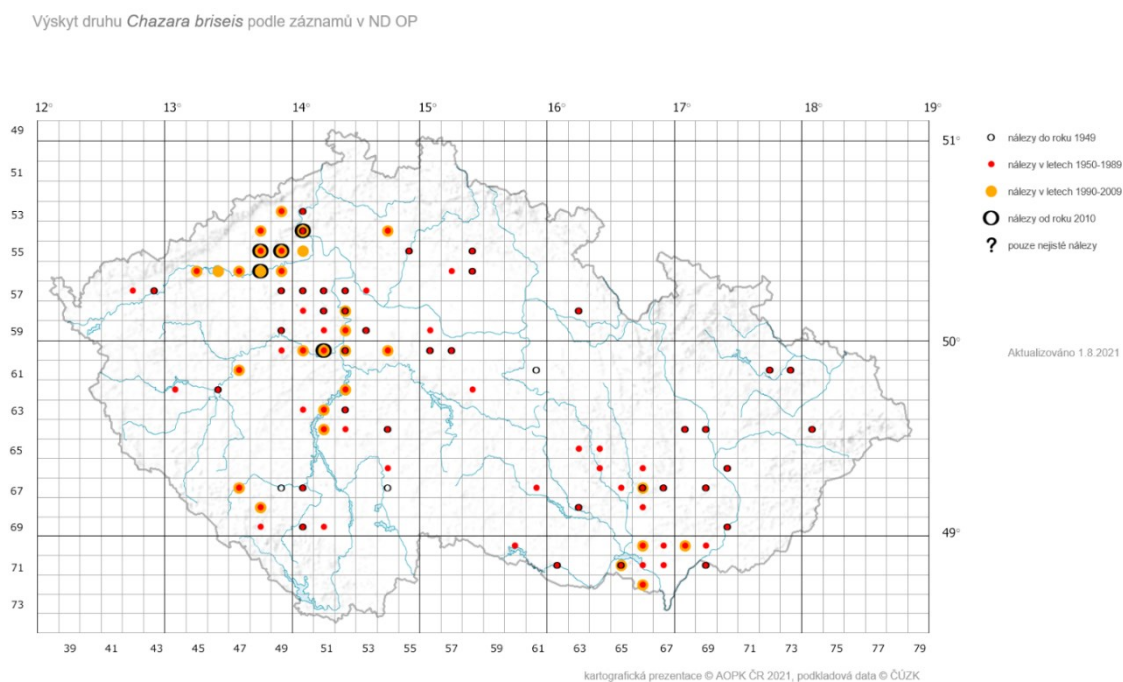 Výskyt druhu Chazara briseis podle záznamů v ND OP
12° 13° 14° 15° 16° 17° 18° 19°
49
51°
51
53
55
57
59
50°
61
63
65
67
69
49°
71
73
39 41 43 45 47 49 51 53 55 57 59 61 63 65 67 69 71 73 75 77 79
nálezy do roku 1949
nálezy v letech 1950-1989
nálezy v letech 1990-2009
nálezy od roku 2010
? pouze nejisté nálezy
Aktualizováno 1.8.2021
kartografická prezentace © AOPK ČR 2021, podkladová data © ČÚZK